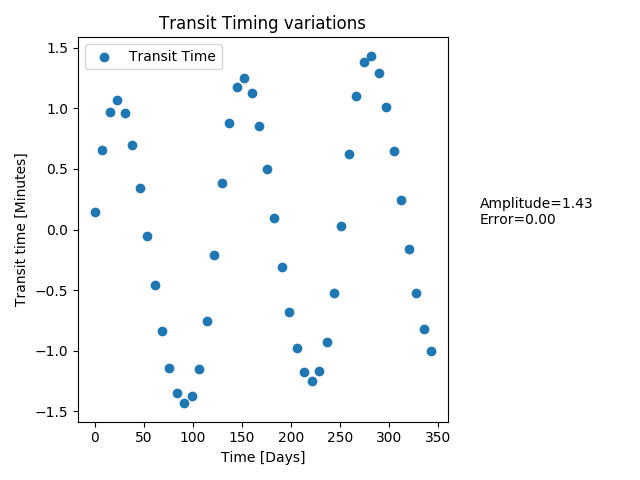 Transit Timing variations
Transit Time
1.5
1.0
0.5
0.0
−0.5
−1.0
−1.5
Transit time [Minutes]
0 50 100 150 200 250 300 350
Time [Days]
Amplitude=1.43
Error=0.00